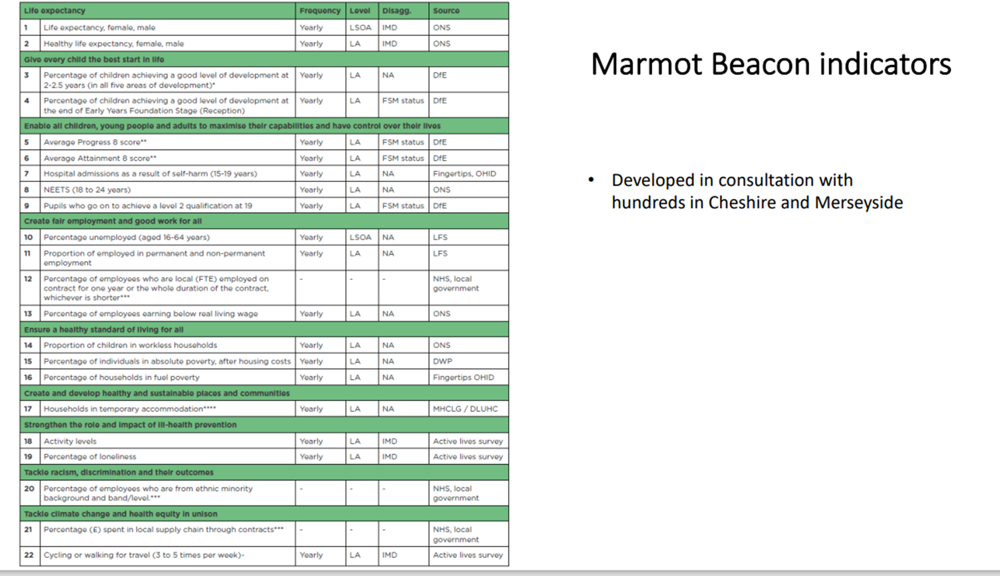 Life expectancy Frequency Level Disagg. Source
1 Life expectancy, female, male Yearly LSOA IMD ONS
2 Healthy life expectancy, female, male Yearly LA IMD ONS
Give every child the best start in life
3 Percentage of children achieving a good level of development at Yearly LA NA DfE
2-2.5 years (in all five areas of development)*
4 Percentage of children achieving a good level of development at Yearly LA FSM status DfE
the end of Early Years Foundation Stage (Reception)
Enable all children, young people and adults to maximise their capabilities and have control over their lives
5 Average Progress 8 score** Yearly LA FSM status DfE
6 Average Attainment 8 score** Yearly LA FSM status DfE
7 Hospital admissions as a result of self-harm (15-19 years) Yearly LA NA Fingertips, OHID
8 NEETS (18 to 24 years) Yearly LA NA ONS
9 Pupils who go on to achieve a level 2 qualification at 19 Yearly LA FSM status DfE
Create fair employment and good work for all
10 Percentage unemployed (aged 16-64 years) Yearly LSOA NA LFS
11 Proportion of employed in permanent and non-permanent Yearly LA NA LFS
employment
12 Percentage of employees who are local (FTE) employed on - - - NHS, local
contract for one year or the whole duration of the contract, government
whichever is shorter***
13 Percentage of employees earning below real living wage Yearly LA NA ONS
Ensure a healthy standard of living for all
14 Proportion of children in workless households Yearly LA NA ONS
15 Percentage of individuals in absolute poverty, after housing costs Yearly LA NA DWP
16 Percentage of households in fuel poverty Yearly LA NA Fingertips OHID
Create and develop healthy and sustainable places and communities
17 Households in temporary accommodation**** Yearly LA NA MHCLG / DLUHC
Strengthen the role and impact of ill-health prevention
18 Activity levels Yearly LA IMD Active lives survey
19 Percentage of loneliness Yearly LA IMD Active lives survey
Tackle racism, discrimination and their outcomes
20 Percentage of employees who are from ethnic minority - - - NHS, local
background and band/level.*** government
Tackle climate change and health equity in unison
21 Percentage (£) spent in local supply chain through contracts*** - - - NHS, local
government
22 Cycling or walking for travel (3 to 5 times per week)- Yearly LA IMD Active lives survey
Marmot Beacon indicators
• Developed in consultation with
hundreds in Cheshire and Merseyside